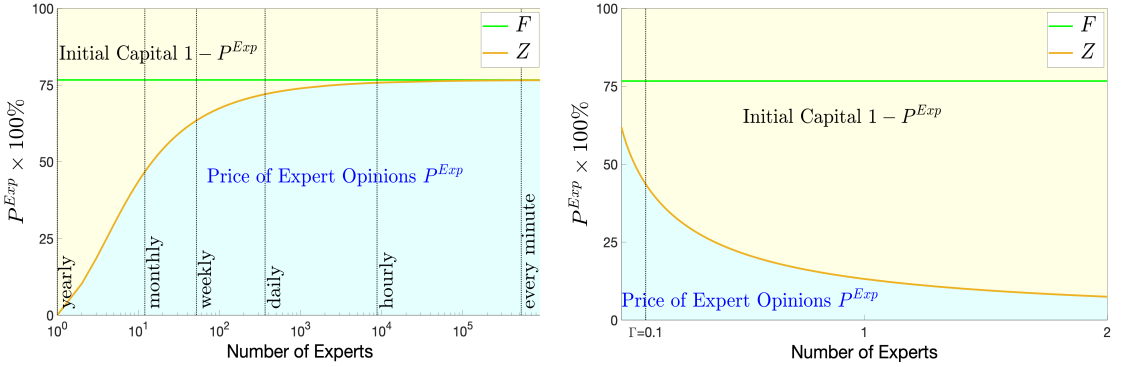 100
75
50
25
0
P^{Exp} × 100%
Initial Capital 1 − P^{Exp}
F
Z
Price of Expert Opinions P^{Exp}
yearly
monthly
weekly
daily
hourly
every minute
10^0
10^1
10^2
10^3
10^4
10^5
Number of Experts
100
75
50
25
0
P^{Exp} × 100%
F
Z
Initial Capital 1 − P^{Exp}
Price of Expert Opinions P^{Exp}
Γ=0.1
1
2
Number of Experts